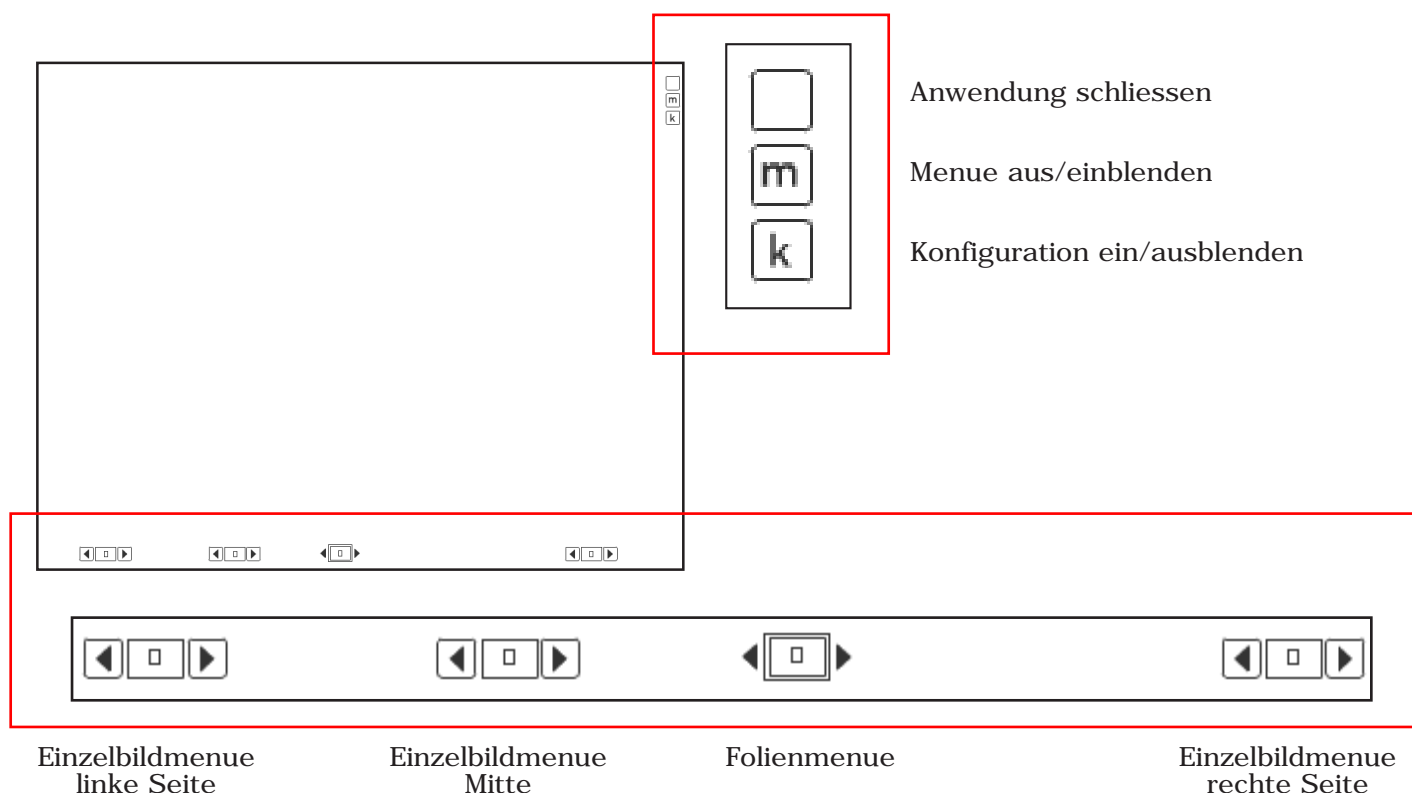 m
k
Anwendung schliessen
m
Menue aus/einblenden
k
Konfiguration ein/ausblenden
Einzelbildmenue
linke Seite
Einzelbildmenue
Mitte
Folienmenue
Einzelbildmenue
rechte Seite